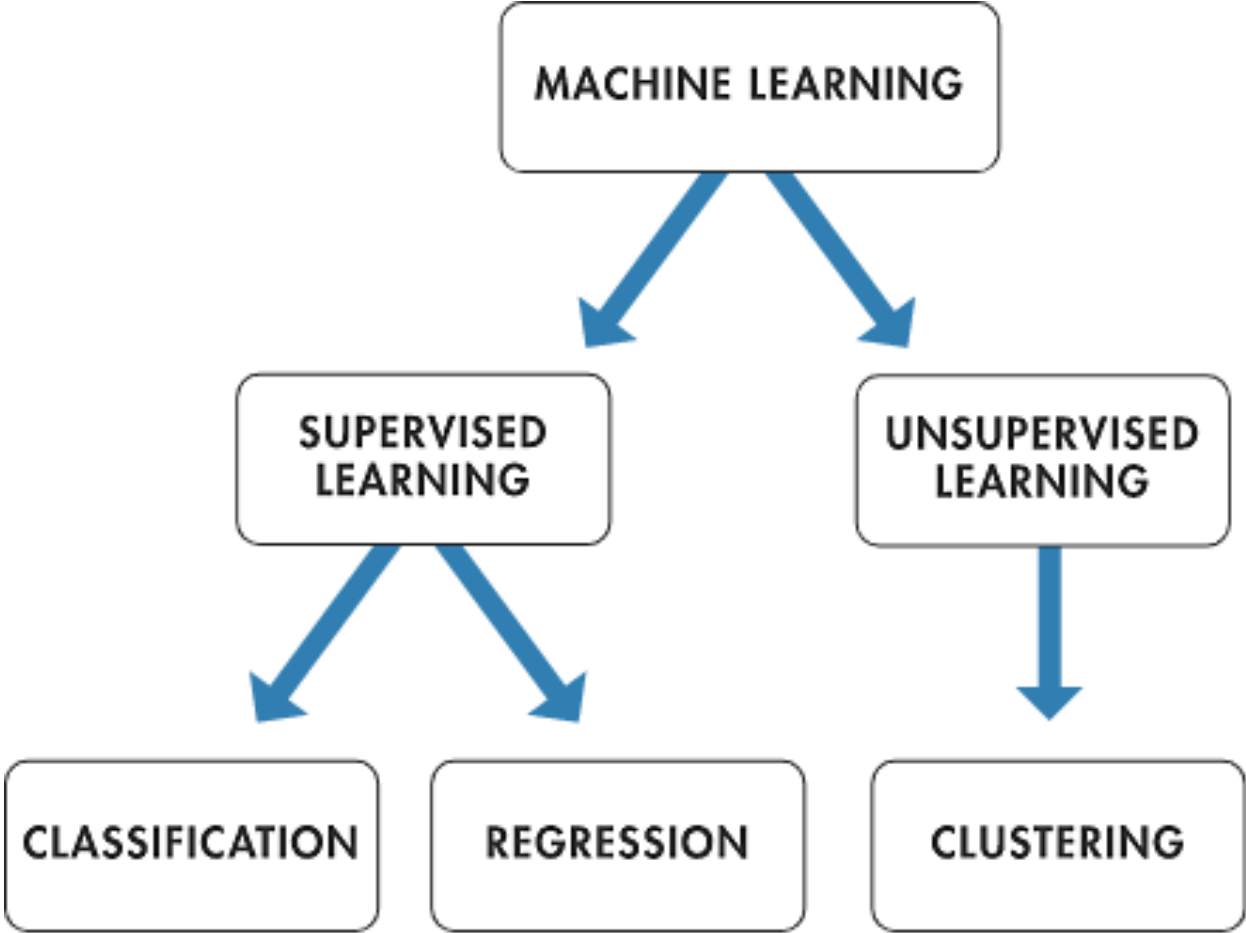 MACHINE LEARNING
SUPERVISED
LEARNING
UNSUPERVISED
LEARNING
CLASSIFICATION
REGRESSION
CLUSTERING